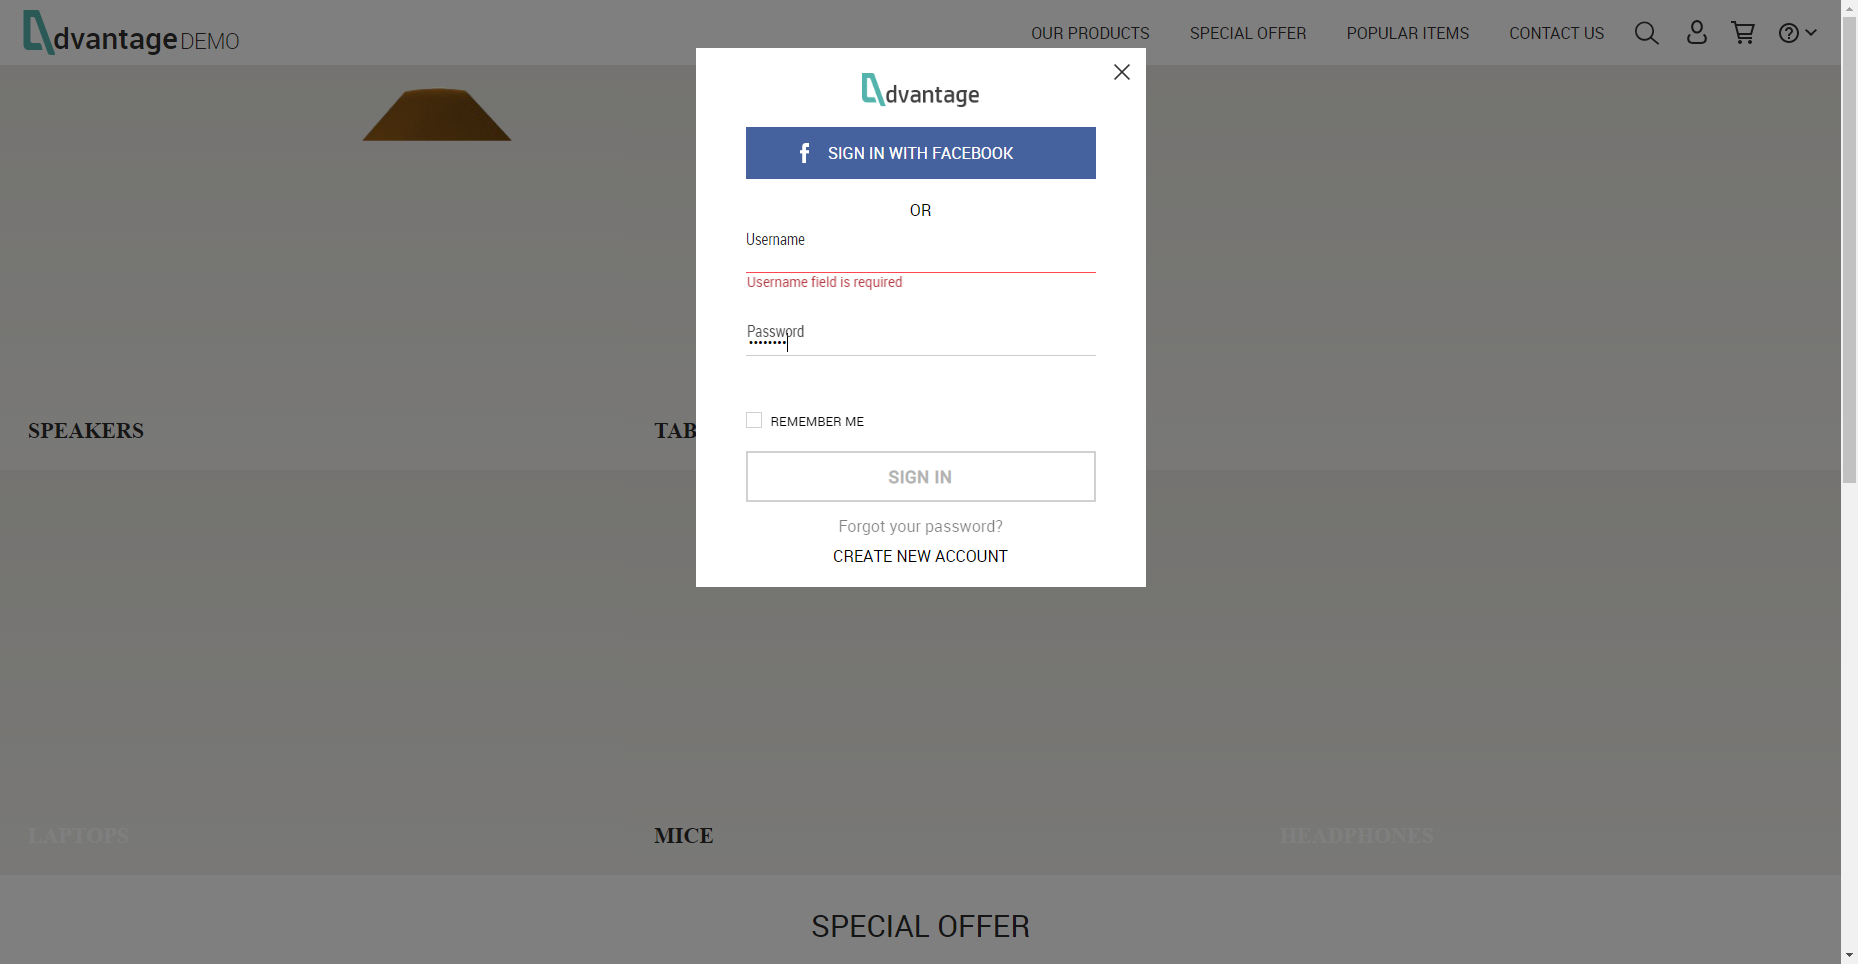 dvantage DEMO
OUR PRODUCTS
SPECIAL OFFER
POPULAR ITEMS
CONTACT US
dvantage
SIGN IN WITH FACEBOOK
OR
Username
Username field is required
Password
••••••••
REMEMBER ME
SIGN IN
Forgot your password?
CREATE NEW ACCOUNT
SPEAKERS
TAB
LAPTOPS
MICE
HEADPHONES
SPECIAL OFFER